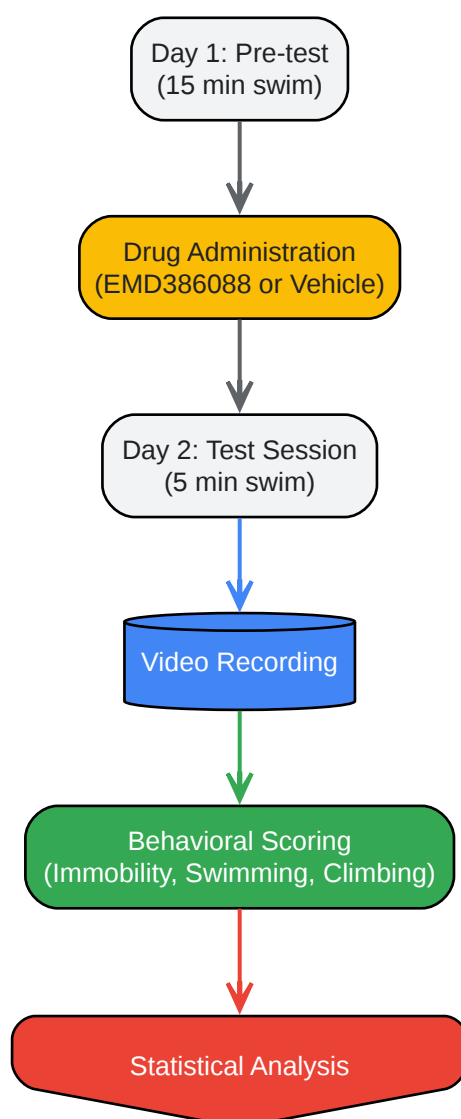 Day 1: Pre-test
(15 min swim)
Drug Administration
(EMD386088 or Vehicle)
Day 2: Test Session
(5 min swim)
Video Recording
Behavioral Scoring
(Immobility, Swimming, Climbing)
Statistical Analysis